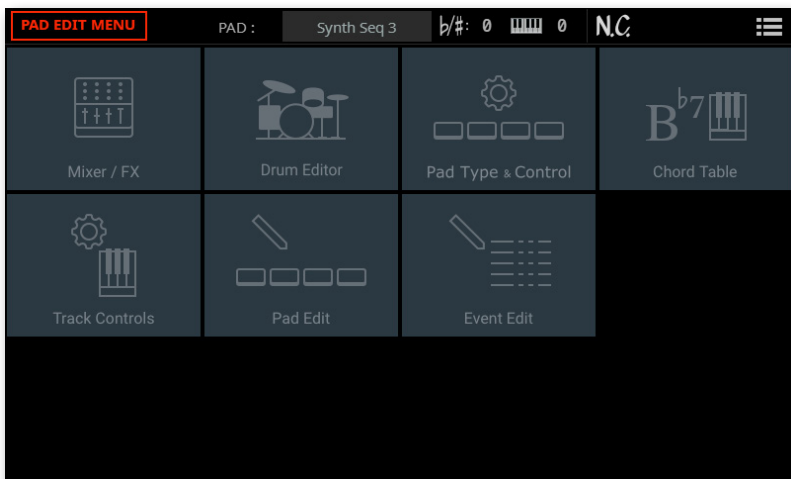 PAD EDIT MENU PAD : Synth Seq 3 ♭/#: 0 0 N.C.
B♭7
Mixer / FX Drum Editor Pad Type & Control Chord Table
Track Controls Pad Edit Event Edit